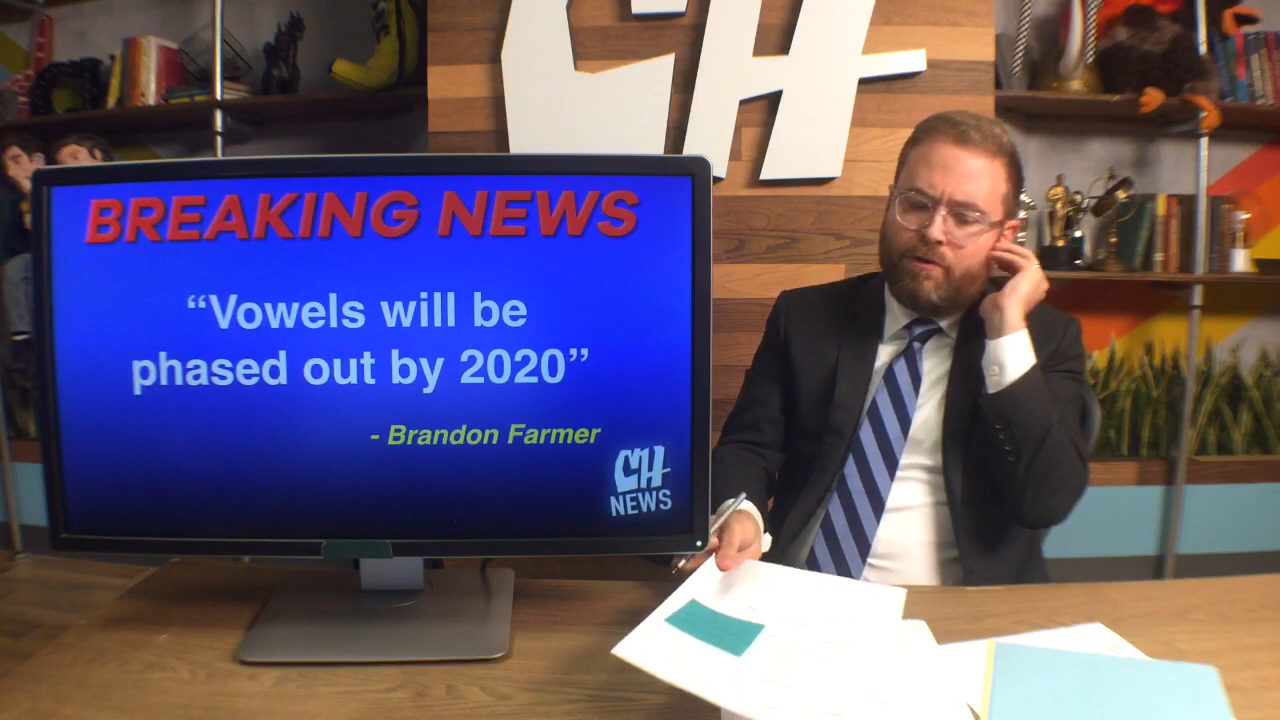 CH
BREAKING NEWS
“Vowels will be
phased out by 2020”
- Brandon Farmer
CH
NEWS